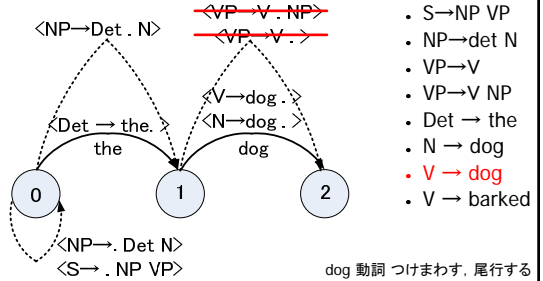 <NP→Det . N>
<VP→V . NP>
<VP→V . >
<V→dog . >
<N→dog. >
<Det → the. >
the
dog
0
1
2
<NP→. Det N>
<S→ . NP VP>
• S→NP VP
• NP→det N
• VP→V
• VP→V NP
• Det → the
• N → dog
• V → dog
• V → barked
dog 動詞 つけまわす, 尾行する